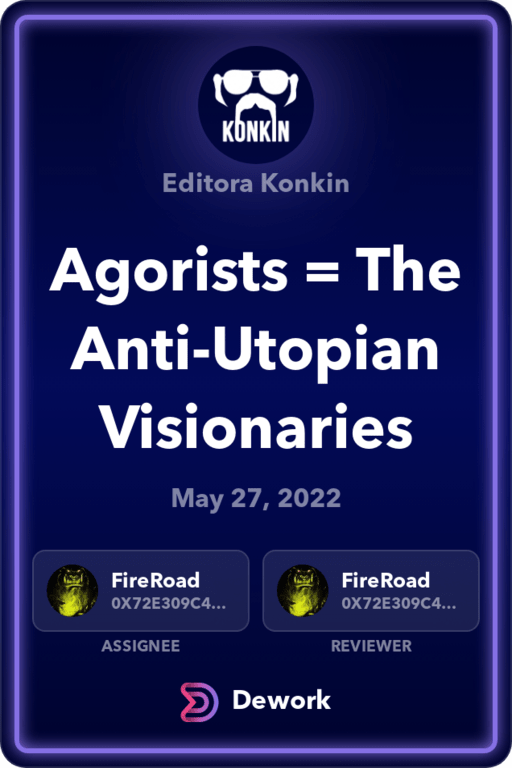 KONKIN
Editora Konkin
Agorists = The
Anti-Utopian
Visionaries
May 27, 2022
FireRoad
0X72E309C4...
ASSIGNEE
FireRoad
0X72E309C4...
REVIEWER
Dework